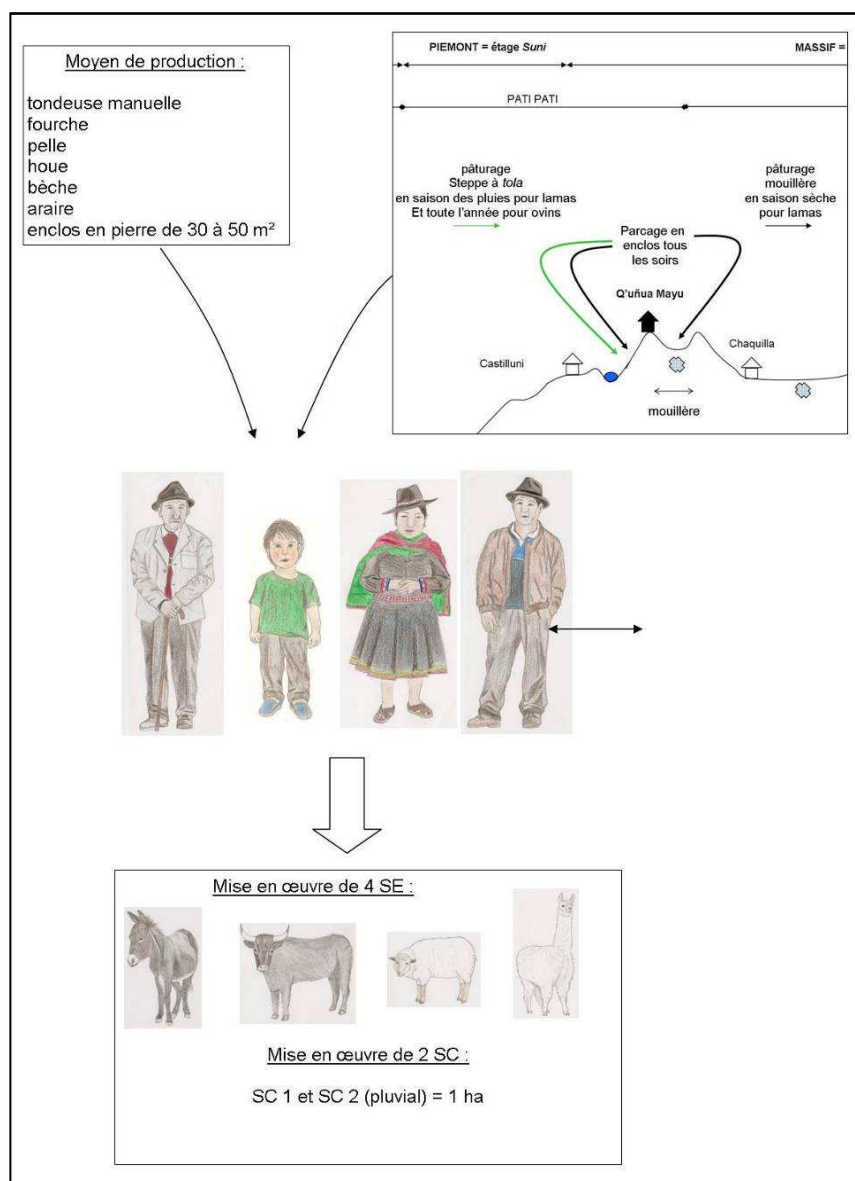 Moyen de production :
tondeuse manuelle
fourche
pelle
houe
bèche
araire
enclos en pierre de 30 à 50 m²
PIEMONT = étage Suni
MASSIF =
PATI PATI
pâturage
Steppe à tola
en saison des pluies pour lamas
Et toute l'année pour ovins
pâturage
mouillère
en saison sèche
pour lamas
Parcage en
enclos tous
les soirs
Q'uñua Mayu
Castilluni
Chaquilla
mouillère
Mise en œuvre de 4 SE :
Mise en œuvre de 2 SC :
SC 1 et SC 2 (pluvial) = 1 ha